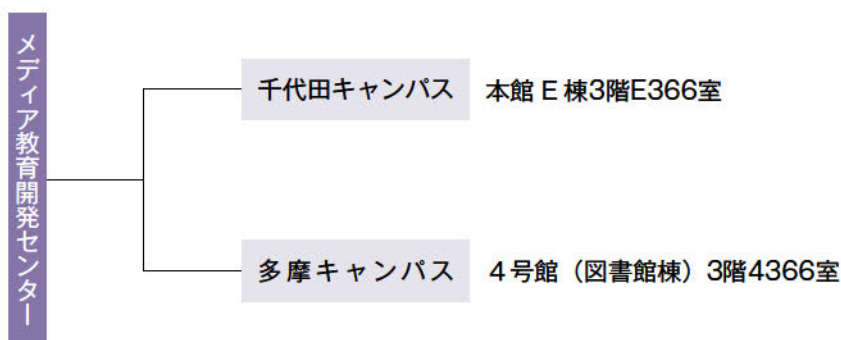 メディア教育開発センター
千代田キャンパス 本館 E 棟3階E366室
多摩キャンパス 4号館（図書館棟）3階4366室